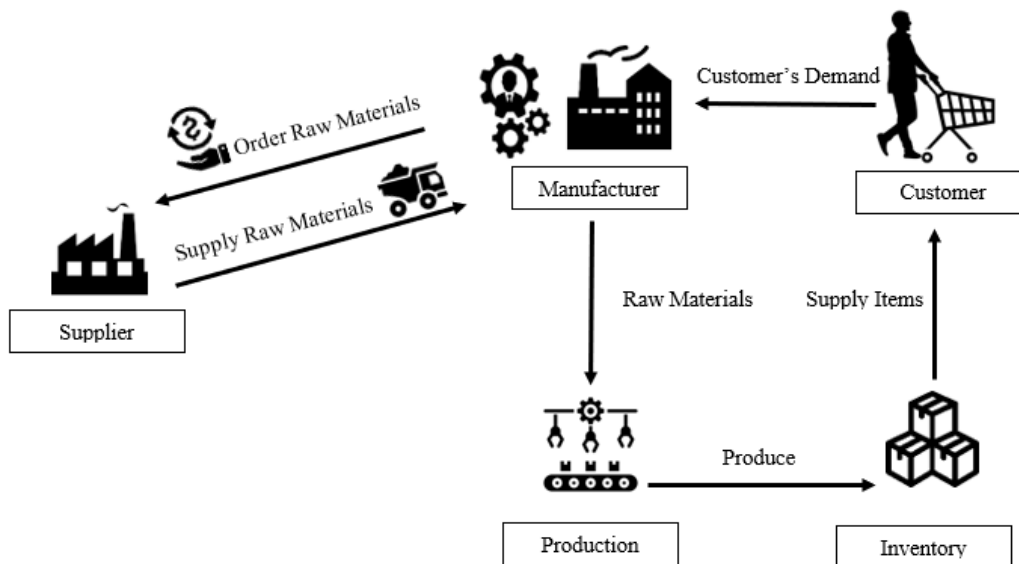 Customer’s Demand
Order Raw Materials
Manufacturer
Customer
Supply Raw Materials
Supplier
Raw Materials
Supply Items
Produce
Production
Inventory